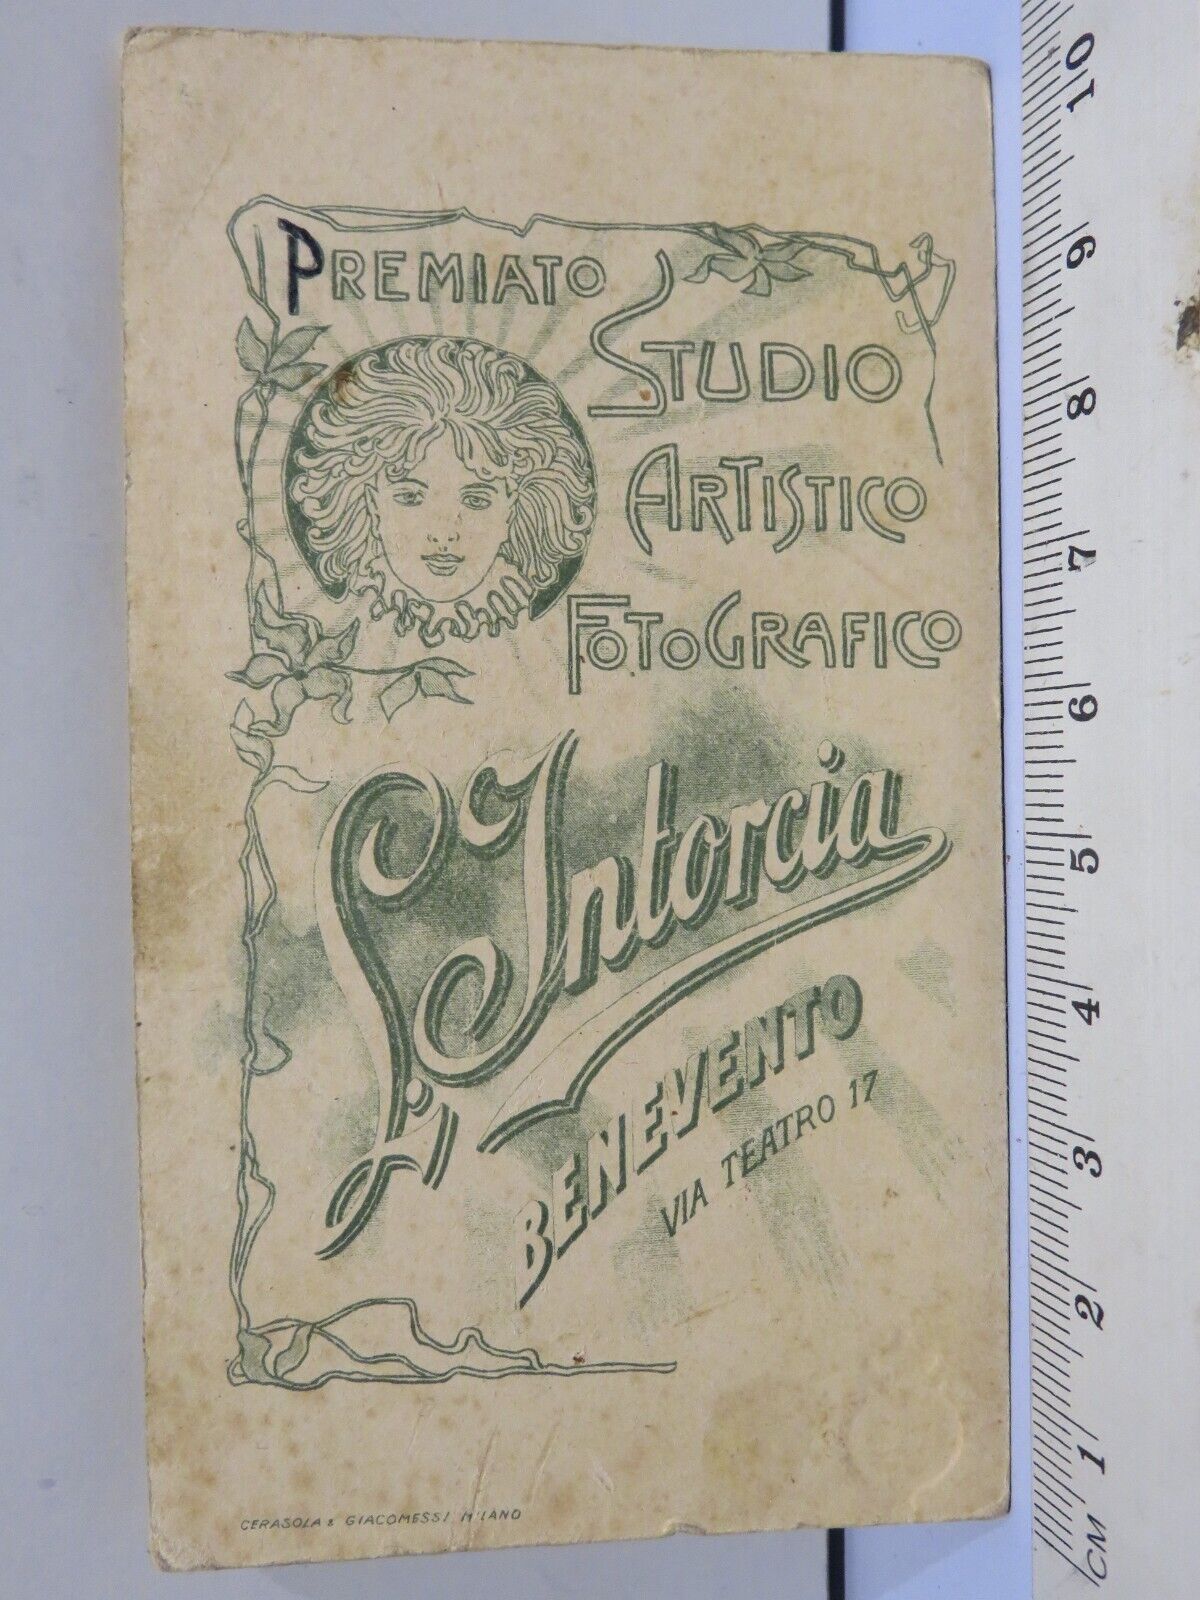 PREMIATO
STUDIO
ARTISTICO
FOTOGRAFICO
L. Intorcia
BENEVENTO
VIA TEATRO 17
CERASOLA & GIACOMESSI MILANO
10
9
8
7
6
5
4
3
2
1
CM